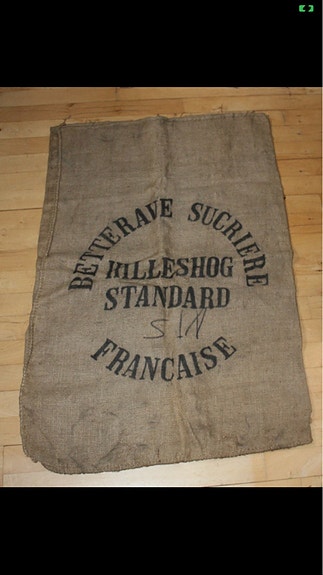 BETTERAVE SUCRIERE
HILLESHOG
STANDARD
FRANCAISE